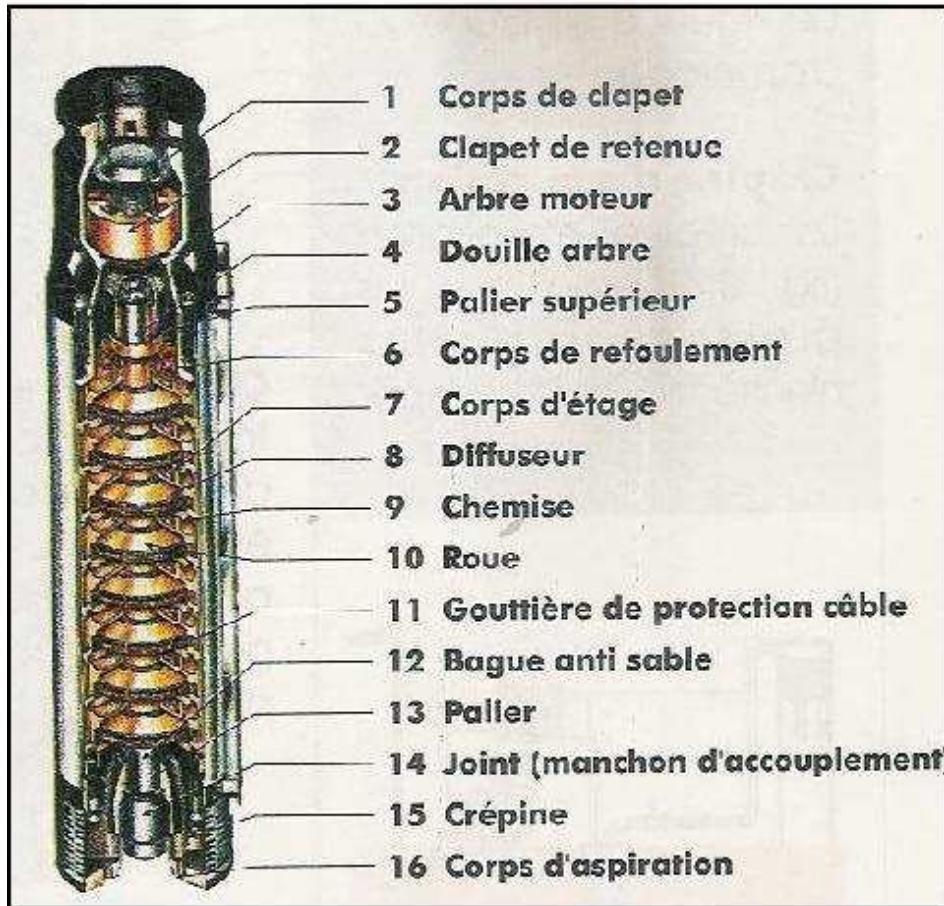 1 Corps de clapet
2 Clapet de retenue
3 Arbre moteur
4 Douille arbre
5 Palier supérieur
6 Corps de refoulement
7 Corps d'étage
8 Diffuseur
9 Chemise
10 Roue
11 Gouttière de protection câble
12 Bague anti sable
13 Palier
14 Joint (manchon d'accouplement)
15 Crépine
16 Corps d'aspiration